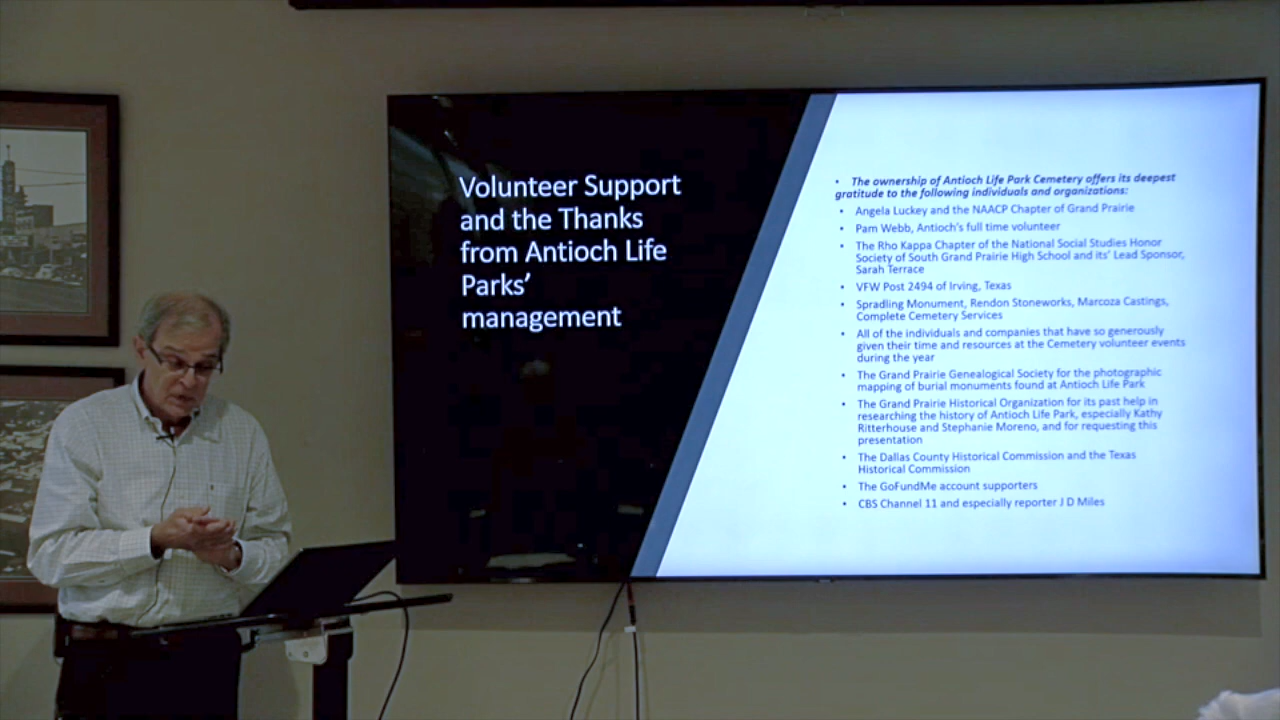 Volunteer Support
and the Thanks
from Antioch Life
Parks'
management
• The ownership of Antioch Life Park Cemetery offers its deepest
gratitude to the following individuals and organizations:
• Angela Luckey and the NAACP Chapter of Grand Prairie
• Pam Webb, Antioch's full time volunteer
• The Rho Kappa Chapter of the National Social Studies Honor
Society of South Grand Prairie High School and its' Lead Sponsor,
Sarah Terrace
• VFW Post 2494 of Irving, Texas
• Spradling Monument, Rendon Stoneworks, Marcoza Castings,
Complete Cemetery Services
• All of the individuals and companies that have so generously
given their time and resources at the Cemetery volunteer events
during the year
• The Grand Prairie Genealogical Society for the photographic
mapping of burial monuments found at Antioch Life Park
• The Grand Prairie Historical Organization for its past help in
researching the history of Antioch Life Park, especially Kathy
Ritterhouse and Stephanie Moreno, and for requesting this
presentation
• The Dallas County Historical Commission and the Texas
Historical Commission
• The GoFundMe account supporters
• CBS Channel 11 and especially reporter J D Miles